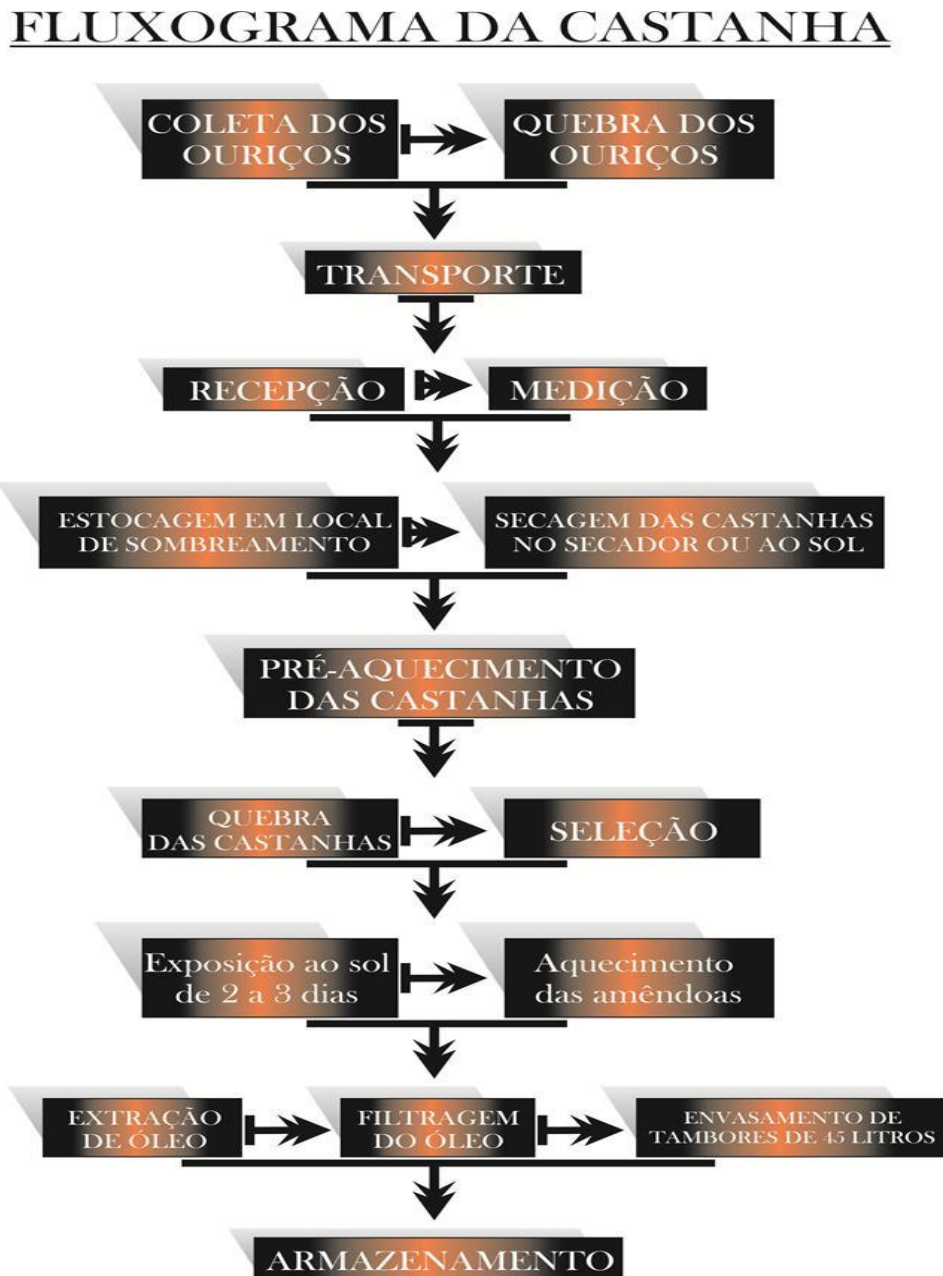 FLUXOGRAMA DA CASTANHA
COLETA DOS
OURIÇOS
QUEBRA DOS
OURIÇOS
TRANSPORTE
RECEPÇÃO
MEDIÇÃO
ESTOCAGEM EM LOCAL
DE SOMBREAMENTO
SECAGEM DAS CASTANHAS
NO SECADOR OU AO SOL
PRÉ-AQUECIMENTO
DAS CASTANHAS
QUEBRA
DAS CASTANHAS
SELEÇÃO
Exposição ao sol
de 2 a 3 dias
Aquecimento
das amêndoas
EXTRAÇÃO
DE ÓLEO
FILTRAGEM
DO ÓLEO
ENVASAMENTO DE
TAMBORES DE 45 LITROS
ARMAZENAMENTO